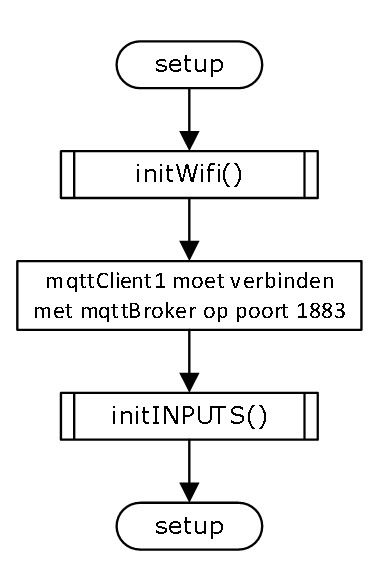 setup
initWifi()
mqttClient1 moet verbinden
met mqttBroker op poort 1883
initINPUTS()
setup